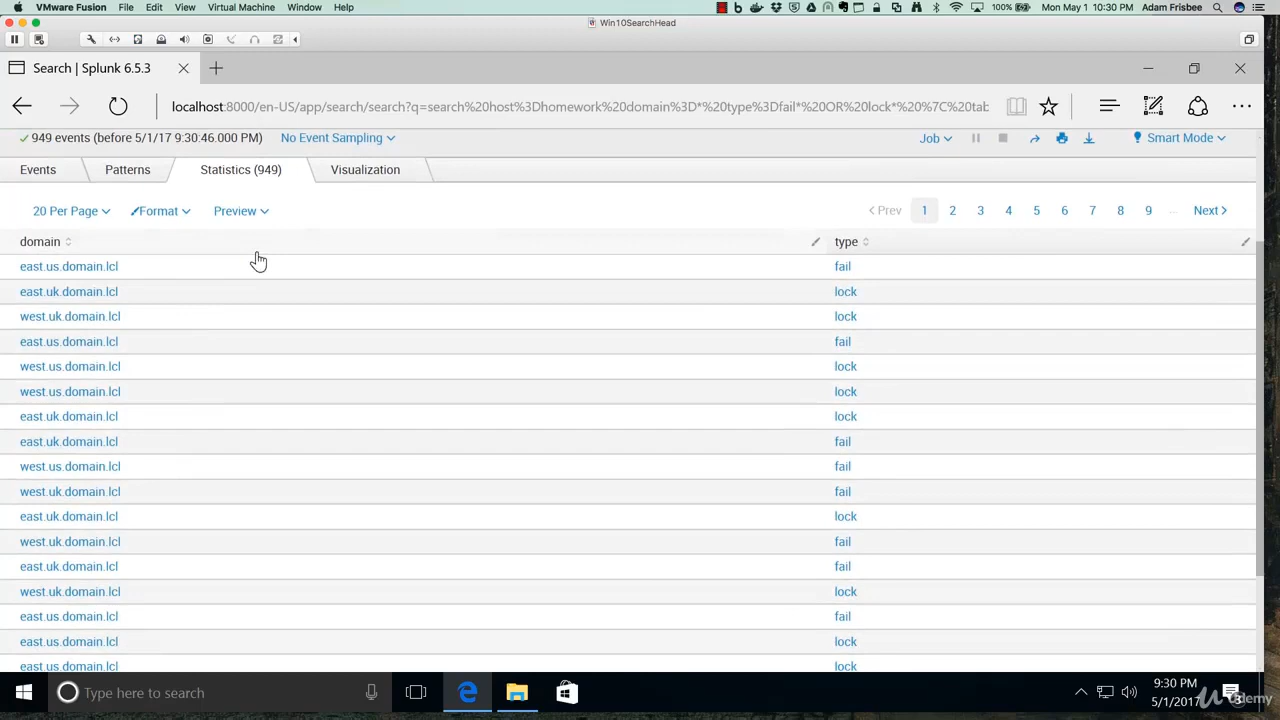 VMware Fusion File Edit View Virtual Machine Window Help 100% Mon May 1 10:30 PM Adam Frisbee
Win10SearchHead
Search | Splunk 6.5.3
localhost:8000/en-US/app/search/search?q=search%20host%3Dhomework%20domain%3D*%20type%3Dfail*%20OR%20lock*%20%7C%20tab
949 events (before 5/1/17 9:30:46.000 PM) No Event Sampling Job Smart Mode
Events Patterns Statistics (949) Visualization
20 Per Page Format Preview < Prev 1 2 3 4 5 6 7 8 9 ... Next >
domain type
east.us.domain.lcl fail
east.uk.domain.lcl lock
west.uk.domain.lcl lock
east.us.domain.lcl fail
west.us.domain.lcl lock
west.us.domain.lcl lock
east.uk.domain.lcl lock
east.uk.domain.lcl fail
west.us.domain.lcl fail
west.uk.domain.lcl fail
east.uk.domain.lcl lock
west.uk.domain.lcl fail
east.uk.domain.lcl fail
west.uk.domain.lcl lock
east.us.domain.lcl fail
east.us.domain.lcl lock
east.us.domain.lcl lock
Type here to search 9:30 PM
5/1/2017
Udemy